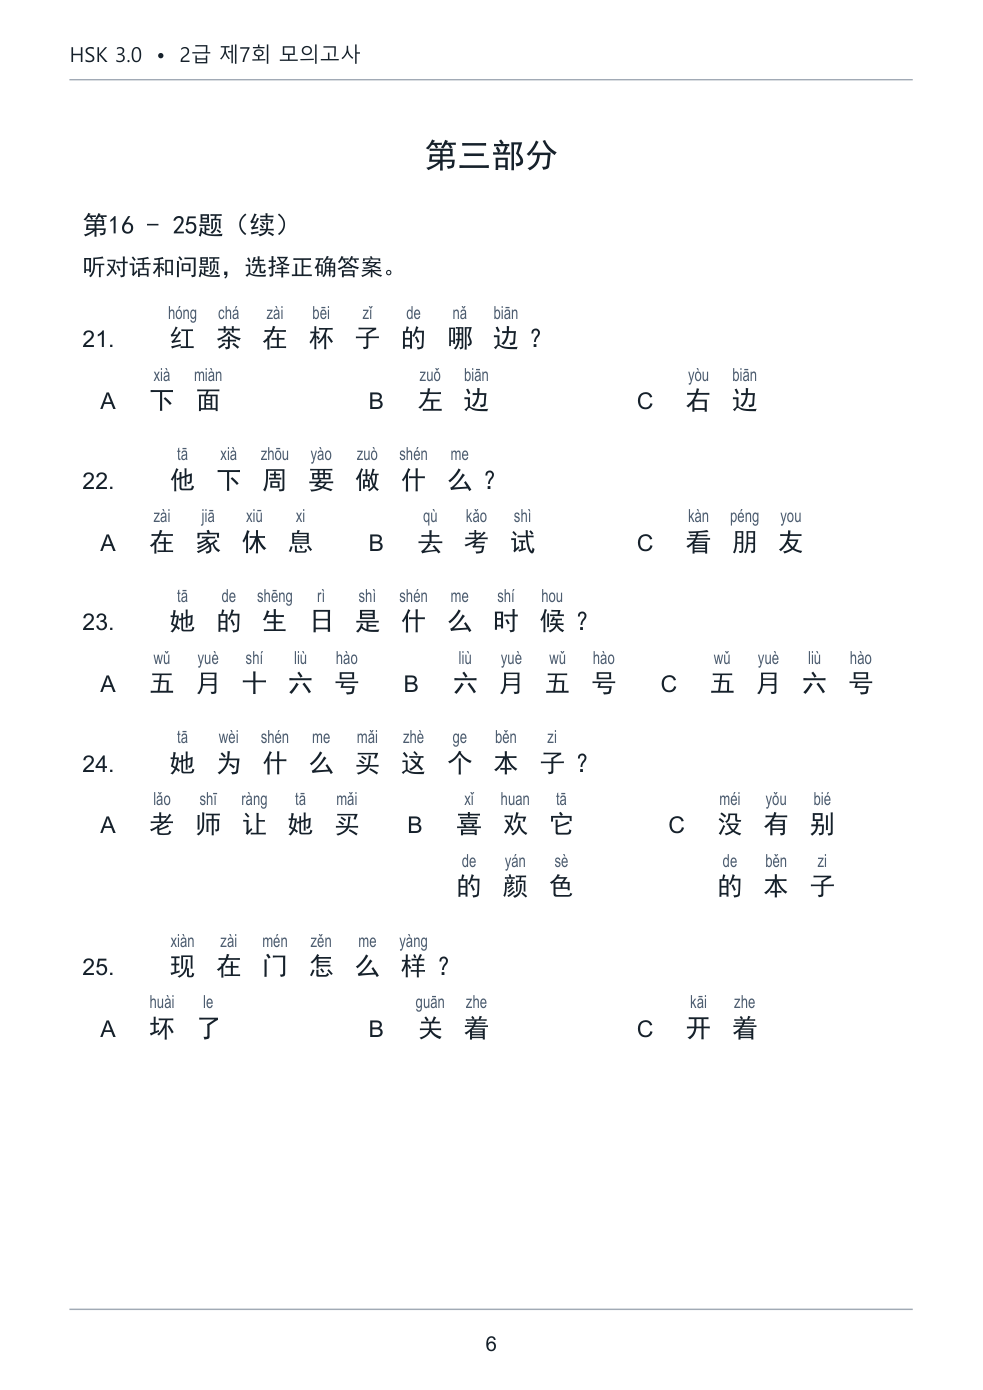 HSK 3.0 • 2급 제7회 모의고사
第三部分
第16 – 25题（续）
听对话和问题，选择正确答案。
hóng chá zài bēi zǐ de nǎ biān
21. 红 茶 在 杯 子 的 哪 边 ？
xià miàn zuǒ biān yòu biān
A 下 面 B 左 边 C 右 边
tā xià zhōu yào zuò shén me
22. 他 下 周 要 做 什 么 ？
zài jiā xiū xi qù kǎo shì kàn péng you
A 在 家 休 息 B 去 考 试 C 看 朋 友
tā de shēng rì shì shén me shí hou
23. 她 的 生 日 是 什 么 时 候 ？
wǔ yuè shí liù hào liù yuè wǔ hào wǔ yuè liù hào
A 五 月 十 六 号 B 六 月 五 号 C 五 月 六 号
tā wèi shén me mǎi zhè ge běn zi
24. 她 为 什 么 买 这 个 本 子 ？
lǎo shī ràng tā mǎi xǐ huan tā méi yǒu bié
A 老 师 让 她 买 B 喜 欢 它 C 没 有 别
de yán sè de běn zi
的 颜 色 的 本 子
xiàn zài mén zěn me yàng
25. 现 在 门 怎 么 样 ？
huài le guān zhe kāi zhe
A 坏 了 B 关 着 C 开 着
6